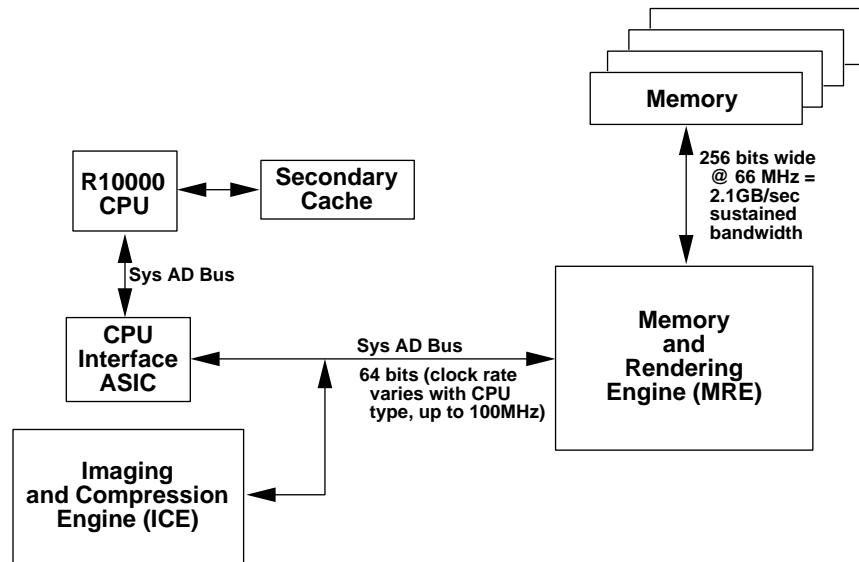 Memory
256 bits wide
@ 66 MHz =
2.1GB/sec
sustained
bandwidth
R10000
CPU
Secondary
Cache
Sys AD Bus
CPU
Interface
ASIC
Sys AD Bus
64 bits (clock rate
varies with CPU
type, up to 100MHz)
Memory
and
Rendering
Engine (MRE)
Imaging
and Compression
Engine (ICE)